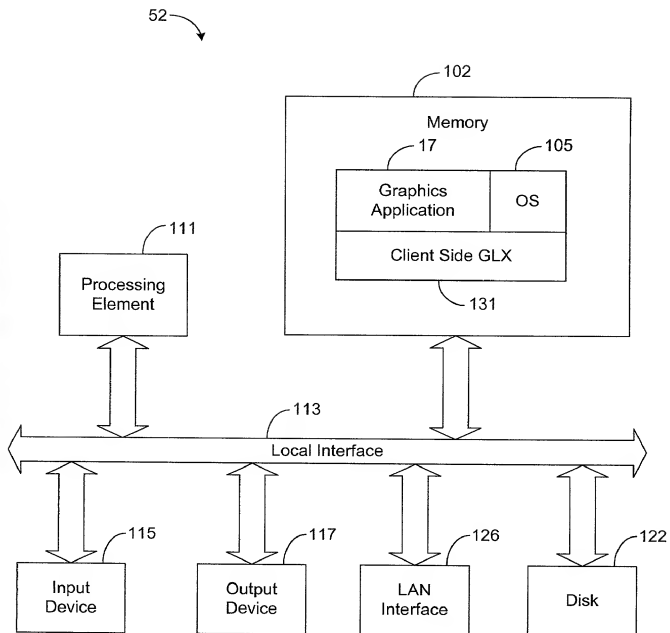 52
102
Memory
17
105
Graphics
Application
OS
111
Processing
Element
Client Side GLX
131
113
Local Interface
115
117
126
122
Input
Device
Output
Device
LAN
Interface
Disk